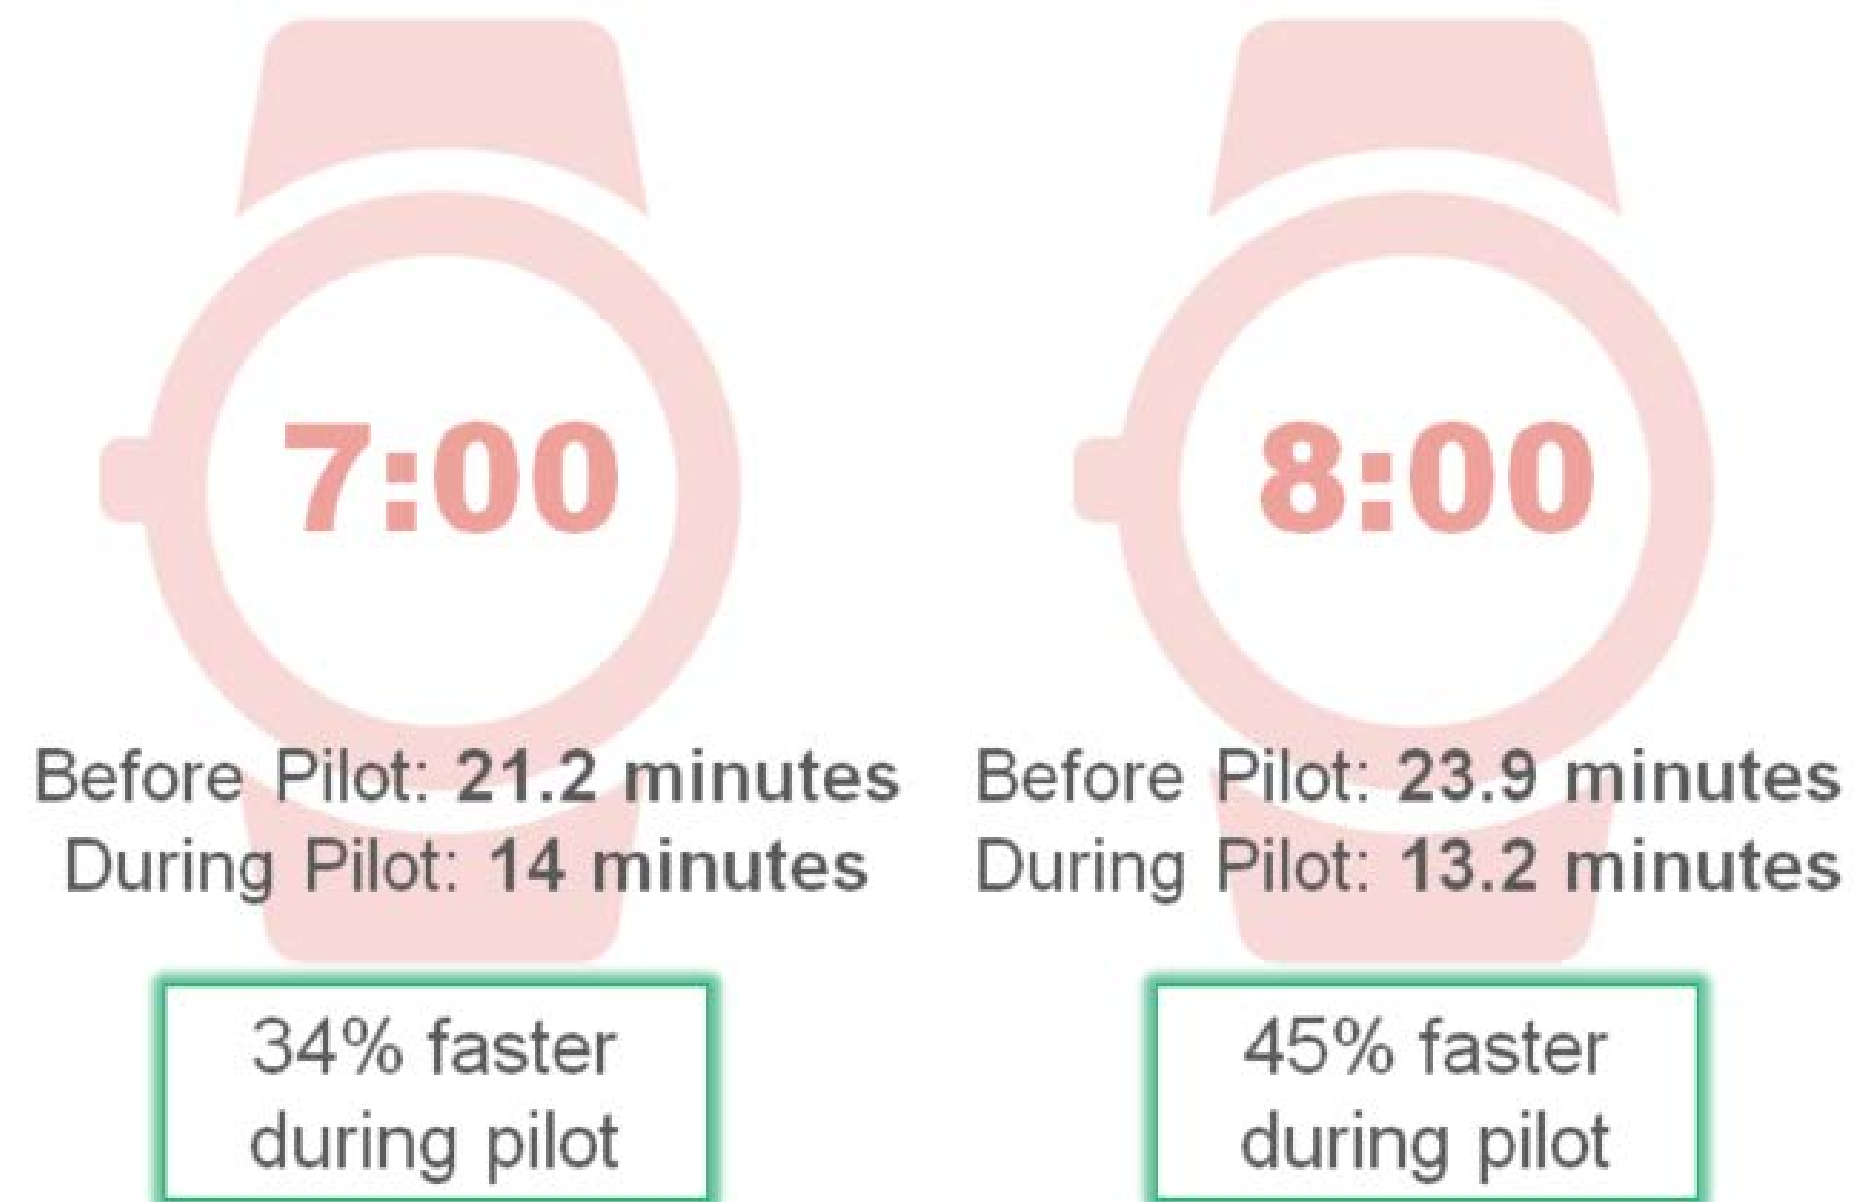 7:00
Before Pilot: 21.2 minutes
During Pilot: 14 minutes
34% faster
during pilot
8:00
Before Pilot: 23.9 minutes
During Pilot: 13.2 minutes
45% faster
during pilot